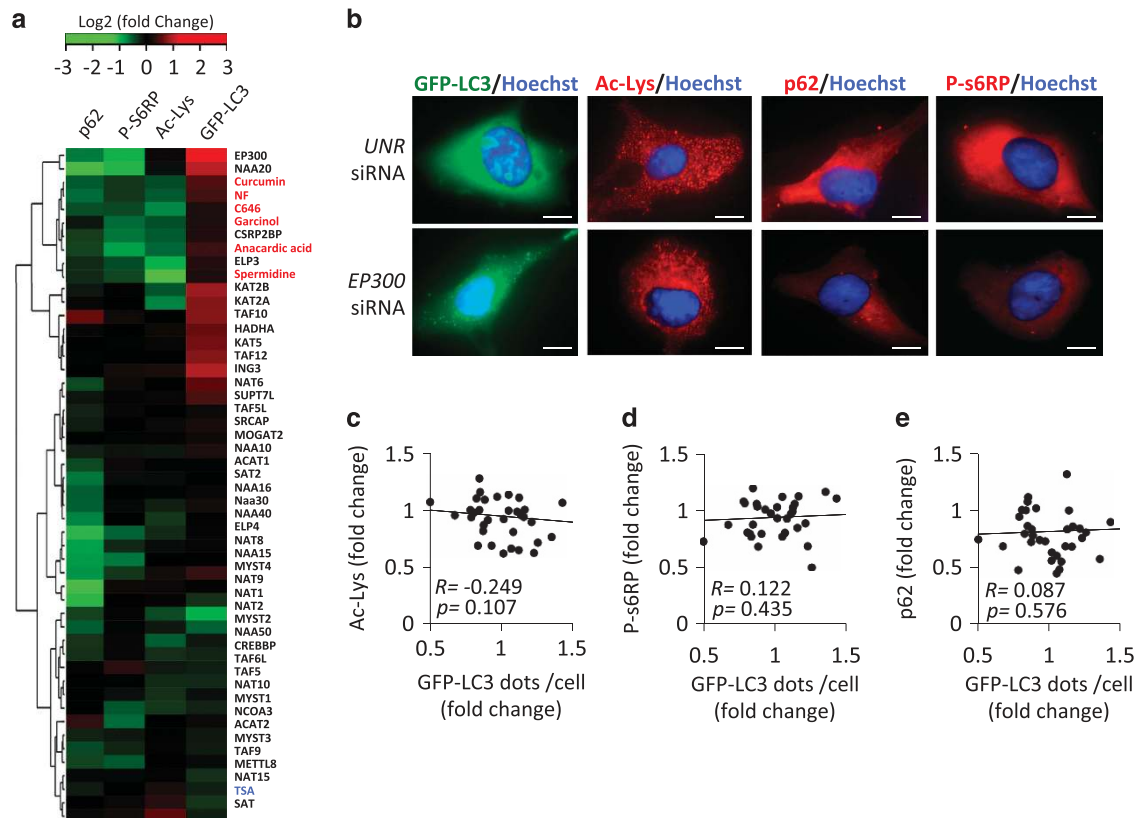 a
Log2 (fold Change)
-3 -2 -1 0 1 2 3
p62 P-S6RP Ac-Lys GFP-LC3
EP300
NAA20
Curcumin
NF
C646
Garcinol
CSRP2BP
Anacardic acid
ELP3
Spermidine
KAT2B
KAT2A
TAF10
HADHA
KAT5
TAF12
ING3
NAT6
SUPT7L
TAF5L
SRCAP
MOGAT2
NAA10
ACAT1
SAT2
NAA16
Naa30
NAA40
ELP4
NAT8
NAA15
MYST4
NAT9
NAT1
NAT2
MYST2
NAA50
CREBBP
TAF6L
TAF5
NAT10
MYST1
NCOA3
ACAT2
MYST3
TAF9
METTL8
NAT15
TSA
SAT
b
GFP-LC3/Hoechst Ac-Lys/Hoechst p62/Hoechst P-s6RP/Hoechst
UNR
siRNA
EP300
siRNA
c
Ac-Lys (fold change)
1.5
1
0.5
0
R= -0.249
p= 0.107
0.5 1 1.5
GFP-LC3 dots /cell
(fold change)
d
P-s6RP (fold change)
1.5
1
0.5
0
R= 0.122
p= 0.435
0.5 1 1.5
GFP-LC3 dots /cell
(fold change)
e
p62 (fold change)
1.5
1
0.5
0
R= 0.087
p= 0.576
0.5 1 1.5
GFP-LC3 dots /cell
(fold change)